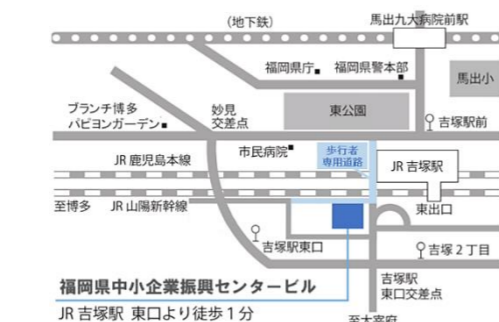 (地下鉄)
馬出九大病院前駅
福岡県庁
福岡県警本部
馬出小
ブランチ博多
パピヨンガーデン
妙見
交差点
東公園
吉塚駅前
市民病院
歩行者
専用道路
JR 吉塚駅
JR 鹿児島本線
至博多
JR 山陽新幹線
東出口
吉塚駅東口
吉塚2丁目
福岡県中小企業振興センタービル
吉塚駅
東口交差点
JR 吉塚駅 東口より徒歩1分
至太宰府